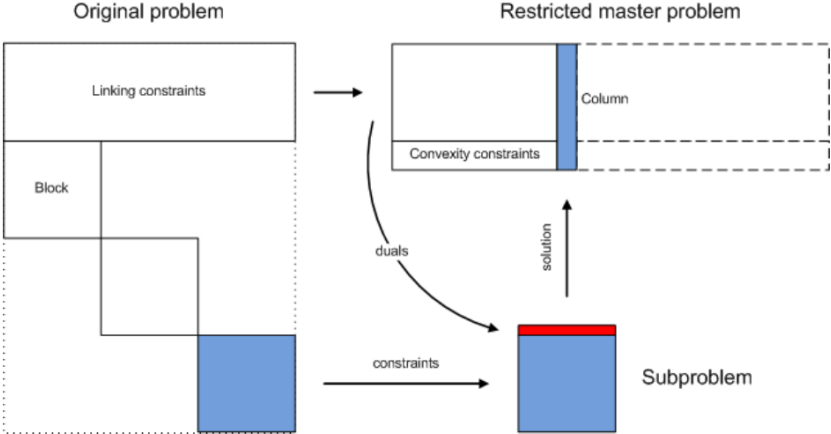 Original problem
Restricted master problem
Linking constraints
Column
Convexity constraints
Block
duals
solution
constraints
Subproblem